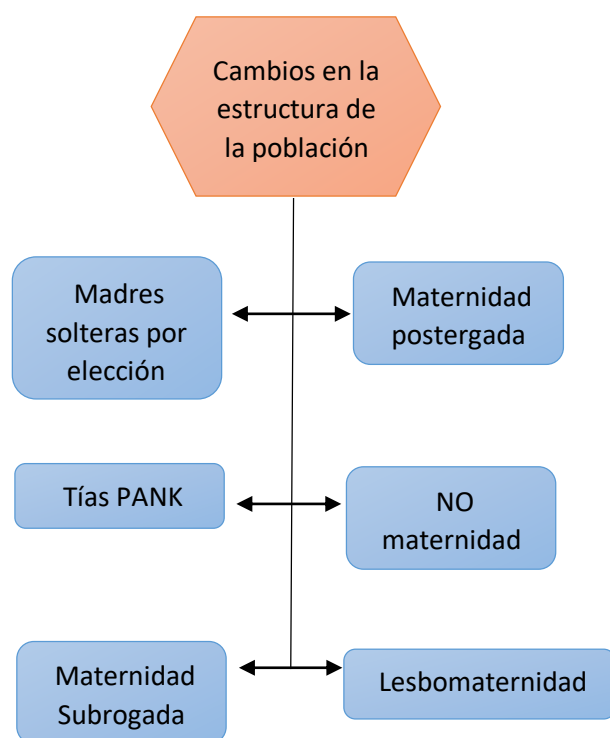 Cambios en la
estructura de
la población
Madres
solteras por
elección
Maternidad
postergada
Tías PANK
NO
maternidad
Maternidad
Subrogada
Lesbomaternidad